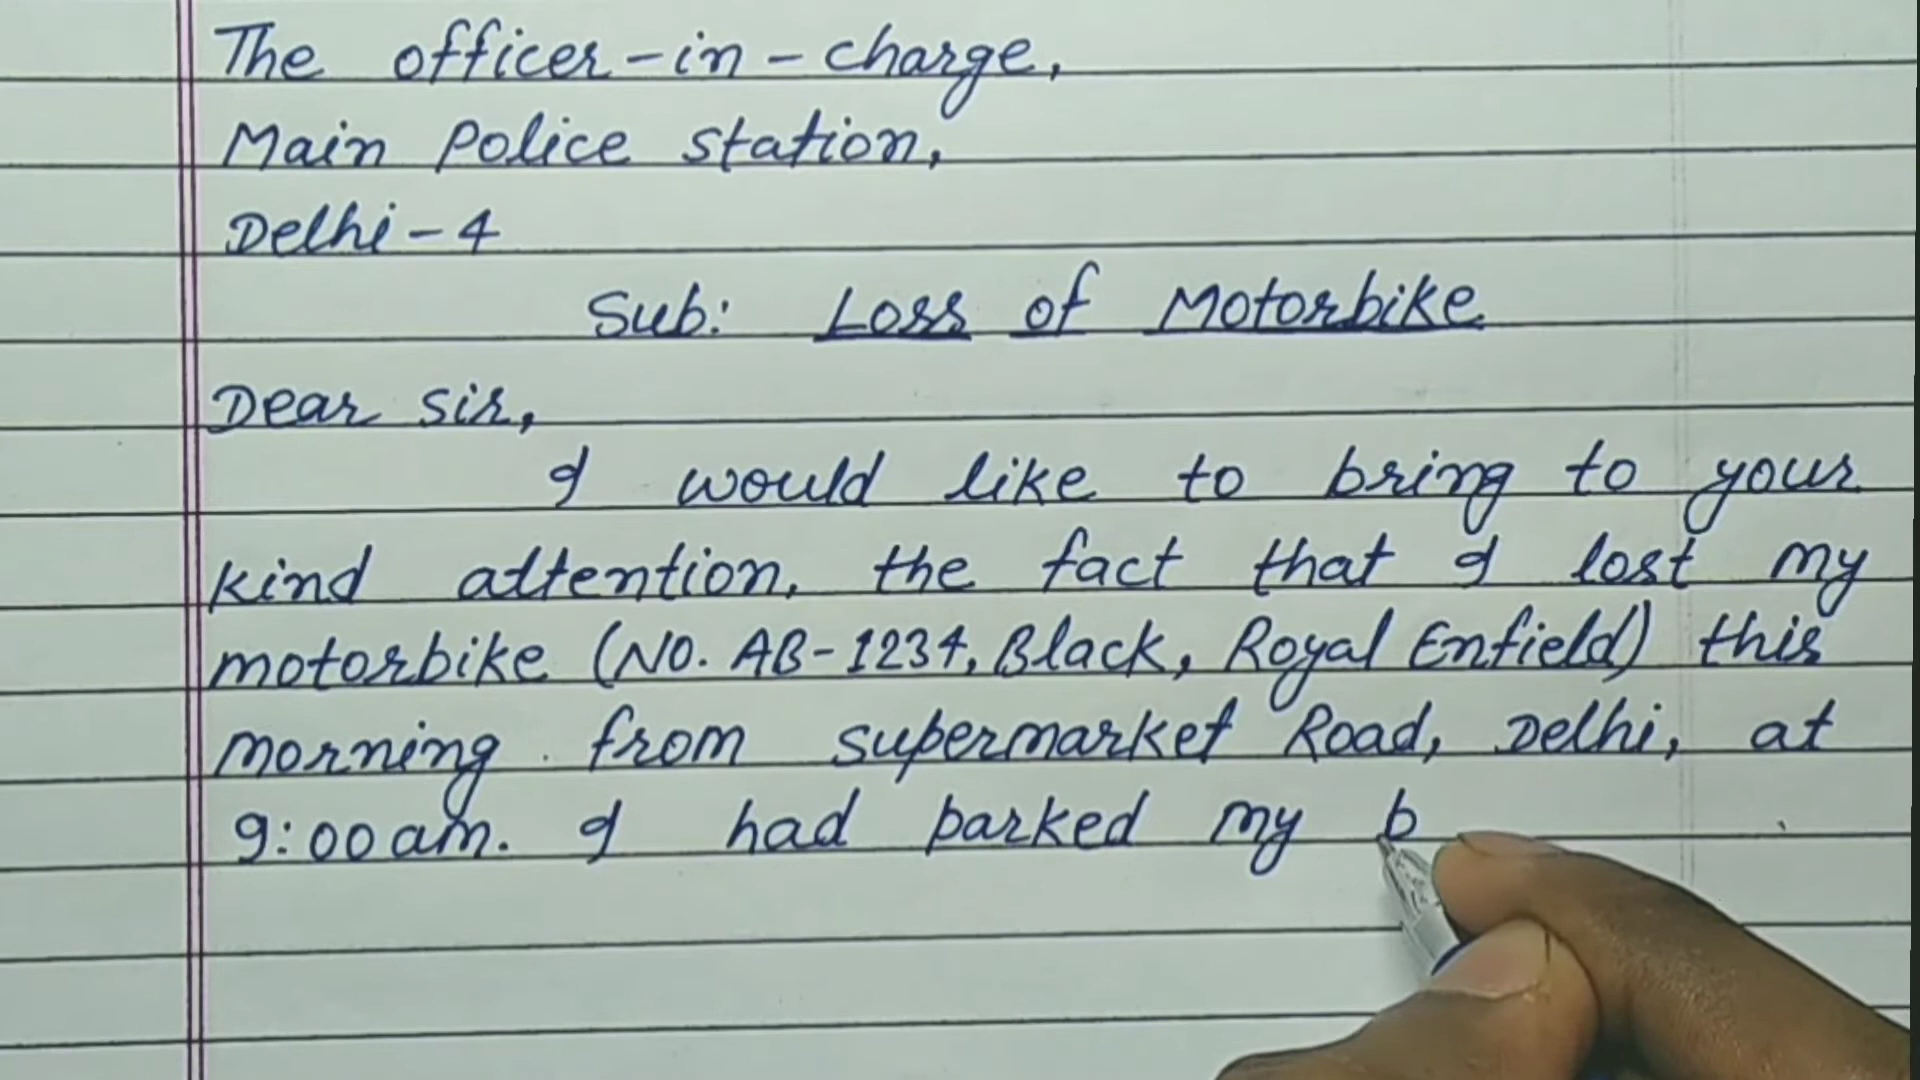 The officer-in-charge,
Main Police station,
Delhi-4
Sub: Loss of Motorbike
Dear sir,
I would like to bring to your
kind attention, the fact that I lost my
motorbike (NO. AB-1234, Black, Royal Enfield) this
morning from supermarket Road, Delhi, at
9:00am. I had parked my b